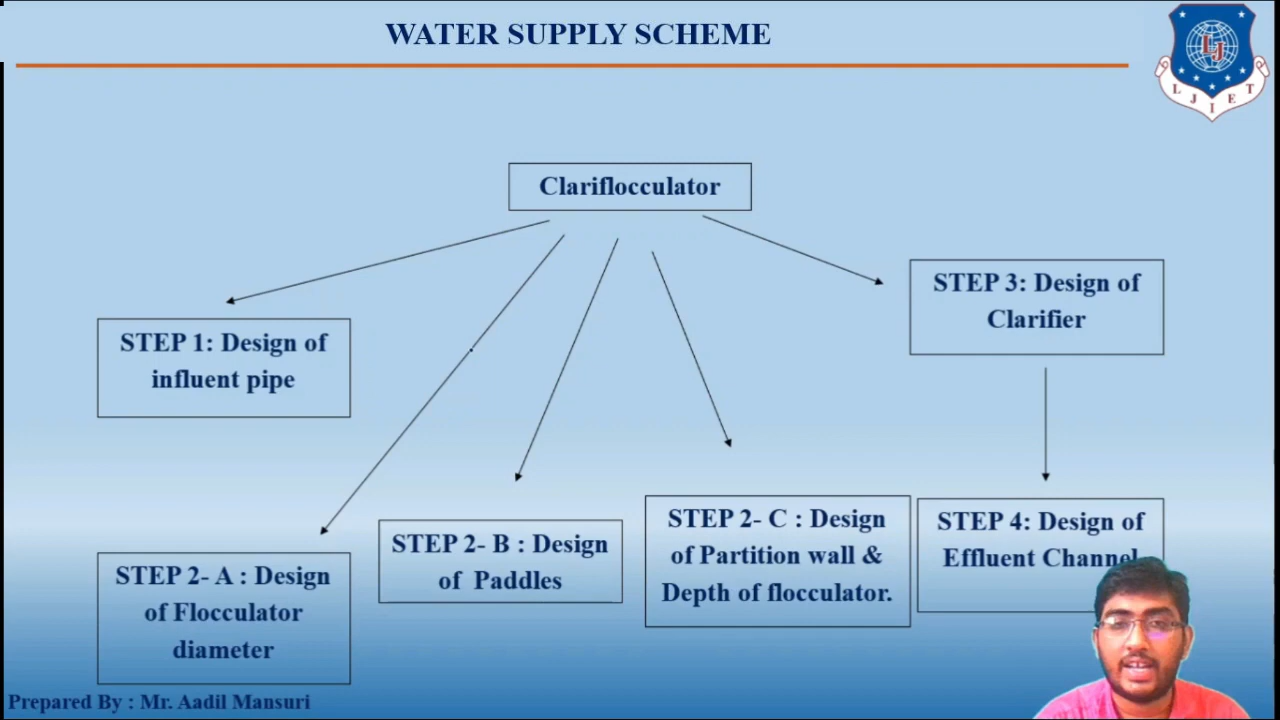 WATER SUPPLY SCHEME
LJ
L J I E T
Clariflocculator
STEP 3: Design of
Clarifier
STEP 1: Design of
influent pipe
STEP 2- A : Design
of Flocculator
diameter
STEP 2- B : Design
of Paddles
STEP 2- C : Design
of Partition wall &
Depth of flocculator.
STEP 4: Design of
Effluent Channel
Prepared By : Mr. Aadil Mansuri